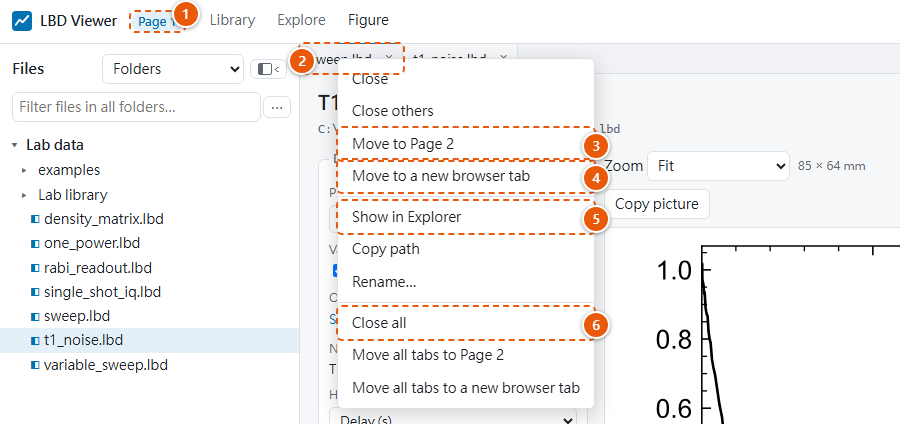 LBD Viewer
Page 1
1
Library
Explore
Figure
Files
Folders
<
Filter files in all folders...
...
Lab data
examples
Lab library
density_matrix.lbd
one_power.lbd
rabi_readout.lbd
single_shot_iq.lbd
sweep.lbd
t1_noise.lbd
variable_sweep.lbd
2
Close
Close others
Move to Page 2
3
Move to a new browser tab
4
Show in Explorer
5
Copy path
Rename...
Close all
6
Move all tabs to Page 2
Move all tabs to a new browser tab
T1
C:\
lbd
Zoom
Fit
85 × 64 mm
Copy picture
1.0
0.8
0.6
Delay (s)